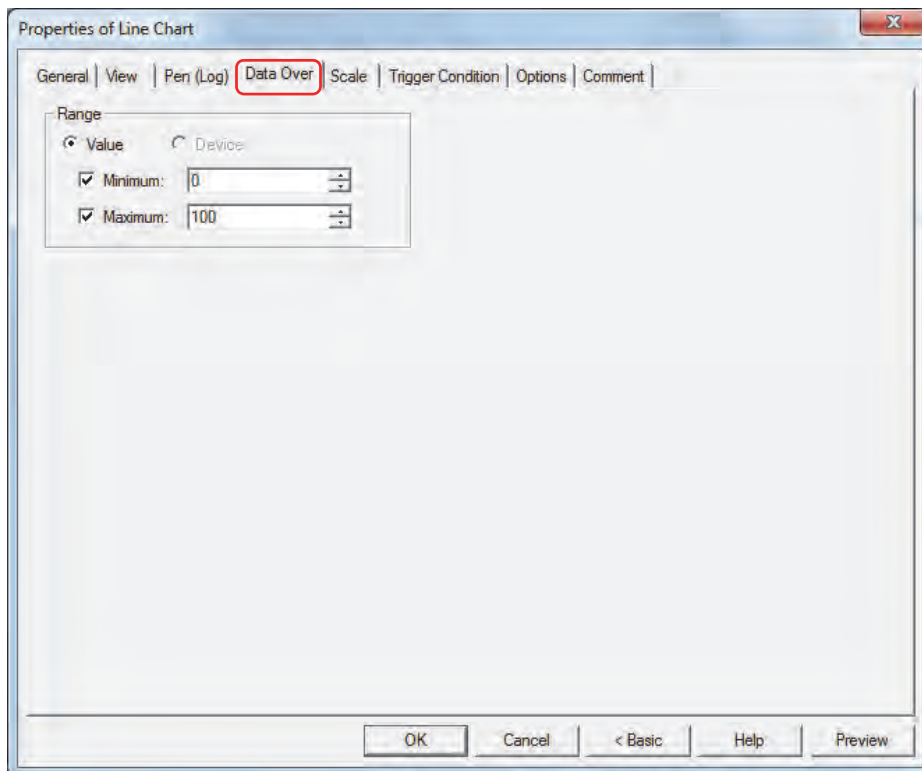 Properties of Line Chart
General View Pen (Log) Data Over Scale Trigger Condition Options Comment
Range
Value Device
Minimum: 0
Maximum: 100
OK Cancel < Basic Help Preview